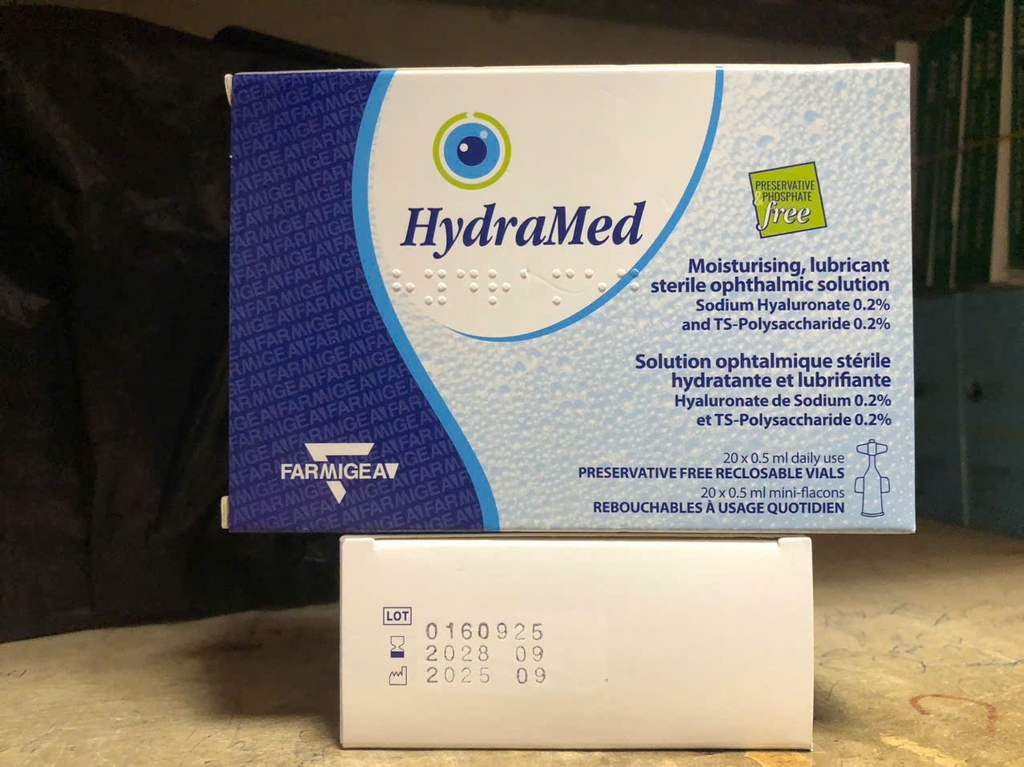 HydraMed
PRESERVATIVE
& PHOSPHATE
free
Moisturising, lubricant
sterile ophthalmic solution
Sodium Hyaluronate 0.2%
and TS-Polysaccharide 0.2%
Solution ophtalmique stérile
hydratante et lubrifiante
Hyaluronate de Sodium 0.2%
et TS-Polysaccharide 0.2%
20 x 0.5 ml daily use
PRESERVATIVE FREE RECLOSABLE VIALS
20 x 0.5 ml mini-flacons
REBOUCHABLES À USAGE QUOTIDIEN
FARMIGEA
LOT
0160925
2028 09
2025 09